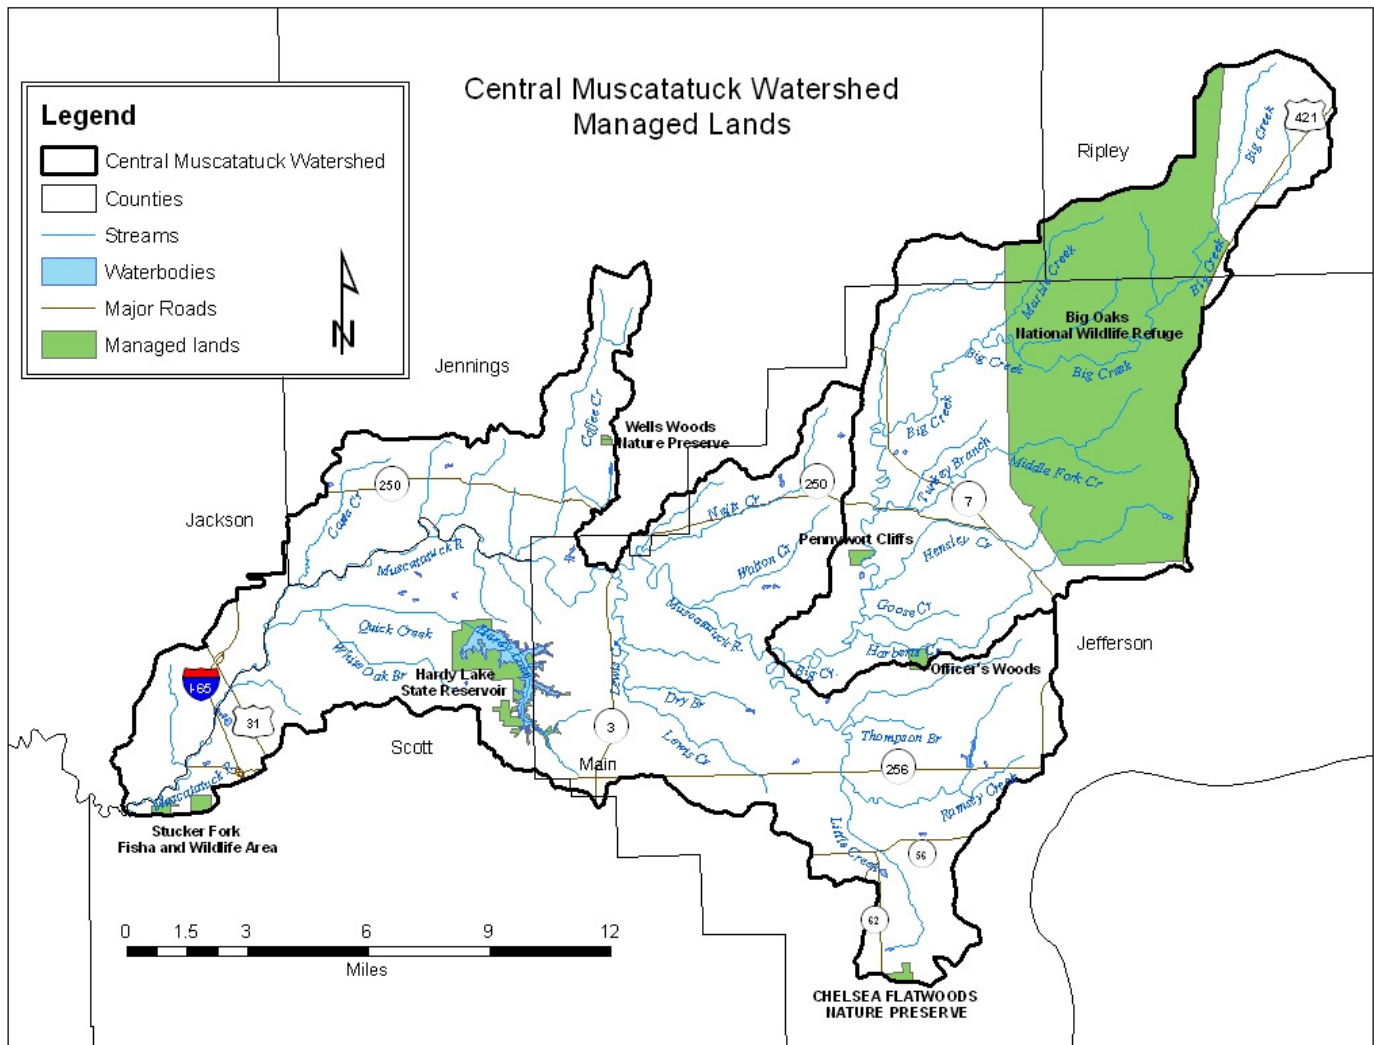 Central Muscatatuck Watershed
Managed Lands
Legend
Central Muscatatuck Watershed
Counties
Streams
Waterbodies
Major Roads
Managed lands
N
Ripley
421
Big Creek
Big Creek
Marble Creek
Big Oaks
National Wildlife Refuge
Big Creek
Big Creek
Jennings
Coffee Cr
Wells Woods
Nature Preserve
Big Creek
Turkey Branch
Middle Fork Cr
250
250
7
Neils Cr
Jackson
Pennywort Cliffs
Hensley Cr
Muscatatuck R
Walton Cr
Muscatatuck R.
Goose Cr
Quick Creek
White Oak Br
Harberts Cr
Jefferson
Hardy Lake
State Reservoir
Big Cr.
Officer's Woods
I-65
31
Dry Br
3
Lewis Cr
Thompson Br
Scott
Main
256
Muscatatuck R
Ramsey Creek
Stucker Fork
Fisha and Wildlife Area
Little Creek
56
62
0 1.5 3 6 9 12
Miles
CHELSEA FLATWOODS
NATURE PRESERVE